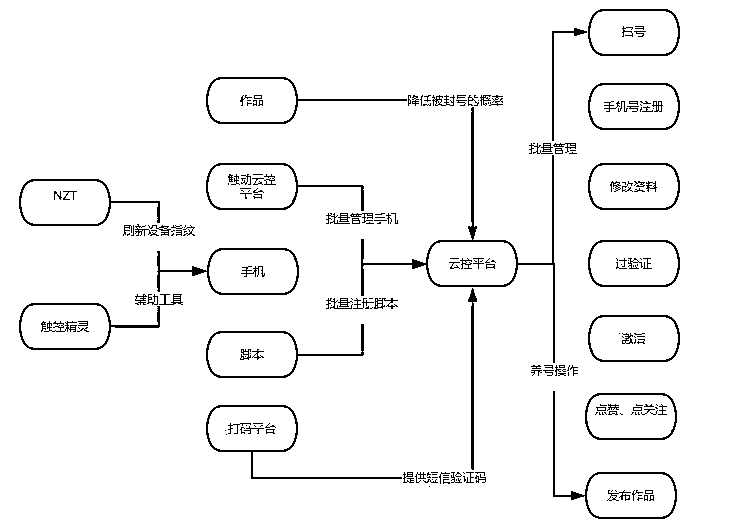 扫号
作品
降低被封号的概率
手机号注册
批量管理
触动云控
平台
修改资料
NZT
批量管理手机
刷新设备指纹
云控平台
过验证
手机
辅助工具
批量注册脚本
触控精灵
激活
脚本
养号操作
点赞、点关注
打码平台
提供短信验证码
发布作品